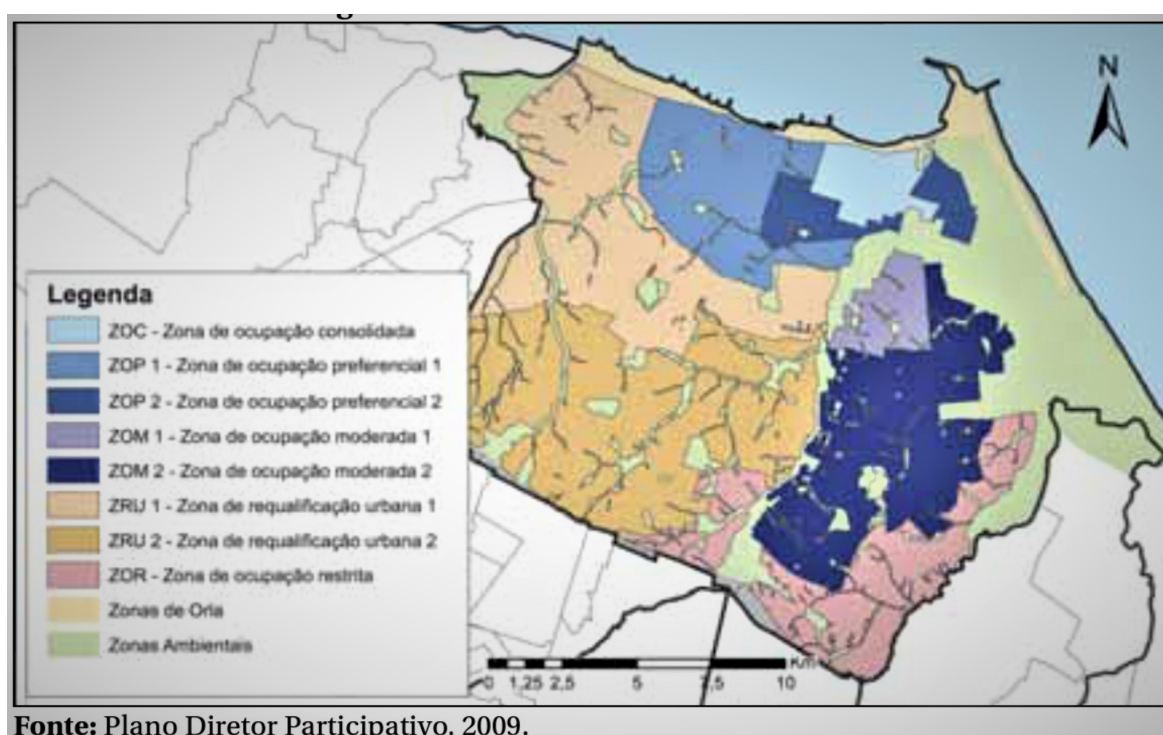 N
Legenda
ZOC - Zona de ocupação consolidada
ZOP 1 - Zona de ocupação preferencial 1
ZOP 2 - Zona de ocupação preferencial 2
ZOM 1 - Zona de ocupação moderada 1
ZOM 2 - Zona de ocupação moderada 2
ZRU 1 - Zona de requalificação urbana 1
ZRU 2 - Zona de requalificação urbana 2
ZOR - Zona de ocupação restrita
Zonas de Orla
Zonas Ambientais
Km
0 1,25 2,5 5 7,5 10
Fonte: Plano Diretor Participativo, 2009.